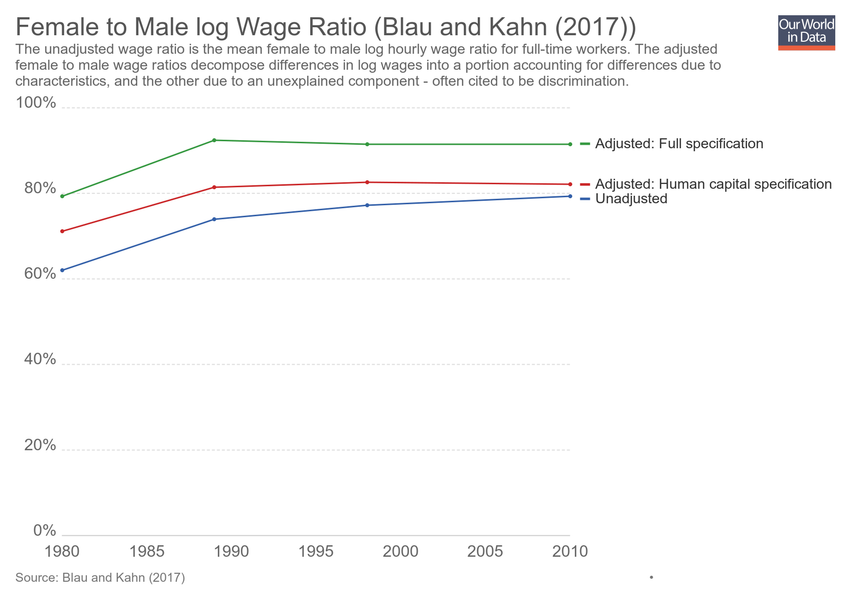 Female to Male log Wage Ratio (Blau and Kahn (2017))
Our World
in Data
The unadjusted wage ratio is the mean female to male log hourly wage ratio for full-time workers. The adjusted
female to male wage ratios decompose differences in log wages into a portion accounting for differences due to
characteristics, and the other due to an unexplained component - often cited to be discrimination.
100%
80%
60%
40%
20%
0%
Adjusted: Full specification
Adjusted: Human capital specification
Unadjusted
1980 1985 1990 1995 2000 2005 2010
Source: Blau and Kahn (2017)